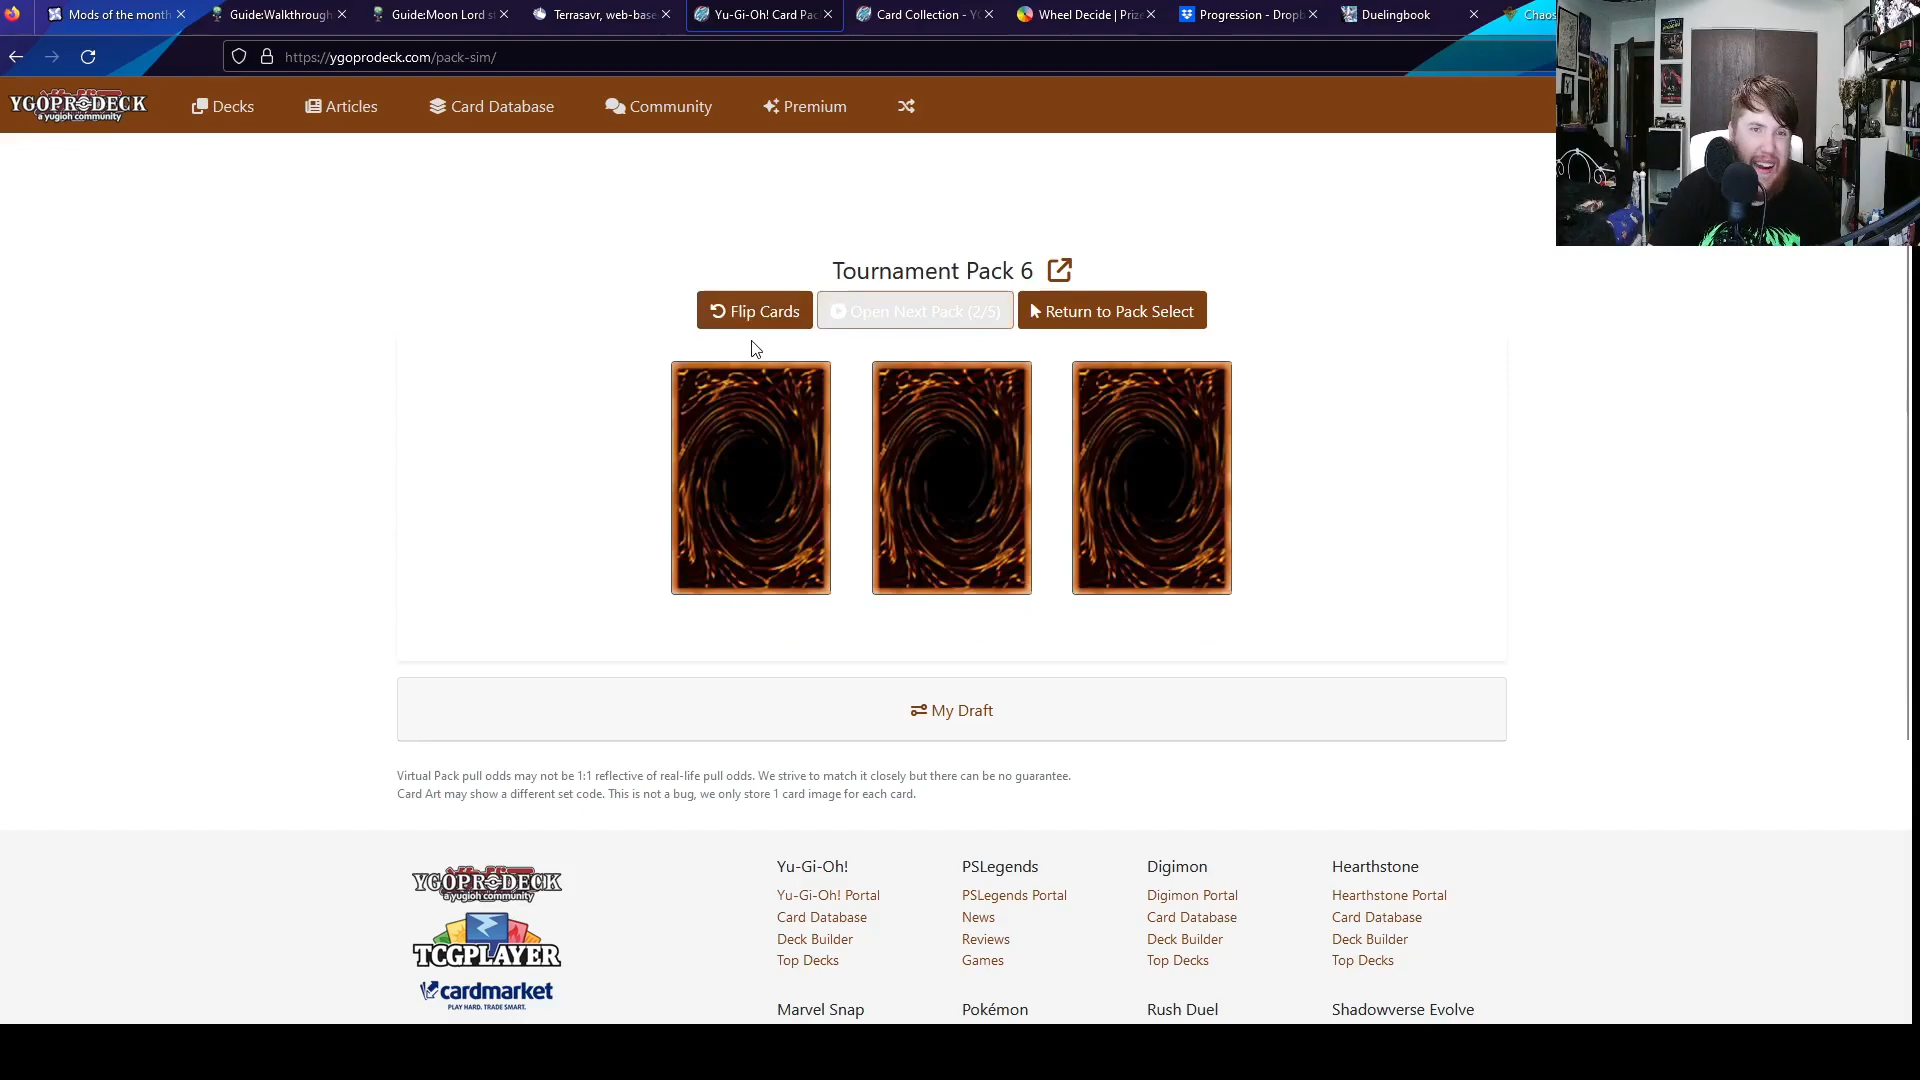 Mods of the month
Guide:Walkthrough
Guide:Moon Lord s
Terrasavr, web-base
Yu-Gi-Oh! Card Pac
Card Collection - Y
Wheel Decide | Priz
Progression - Dropb
Duelingbook
Chaos
https://ygoprodeck.com/pack-sim/
YGOPRODECK
a yugioh community
Decks
Articles
Card Database
Community
Premium
Tournament Pack 6
Flip Cards
Open Next Pack (2/5)
Return to Pack Select
My Draft
Virtual Pack pull odds may not be 1:1 reflective of real-life pull odds. We strive to match it closely but there can be no guarantee.
Card Art may show a different set code. This is not a bug, we only store 1 card image for each card.
YGOPRODECK
a yugioh community
TCGPLAYER
cardmarket
PLAY HARD. TRADE SMART.
Yu-Gi-Oh!
Yu-Gi-Oh! Portal
Card Database
Deck Builder
Top Decks
PSLegends
PSLegends Portal
News
Reviews
Games
Digimon
Digimon Portal
Card Database
Deck Builder
Top Decks
Hearthstone
Hearthstone Portal
Card Database
Deck Builder
Top Decks
Marvel Snap
Pokémon
Rush Duel
Shadowverse Evolve